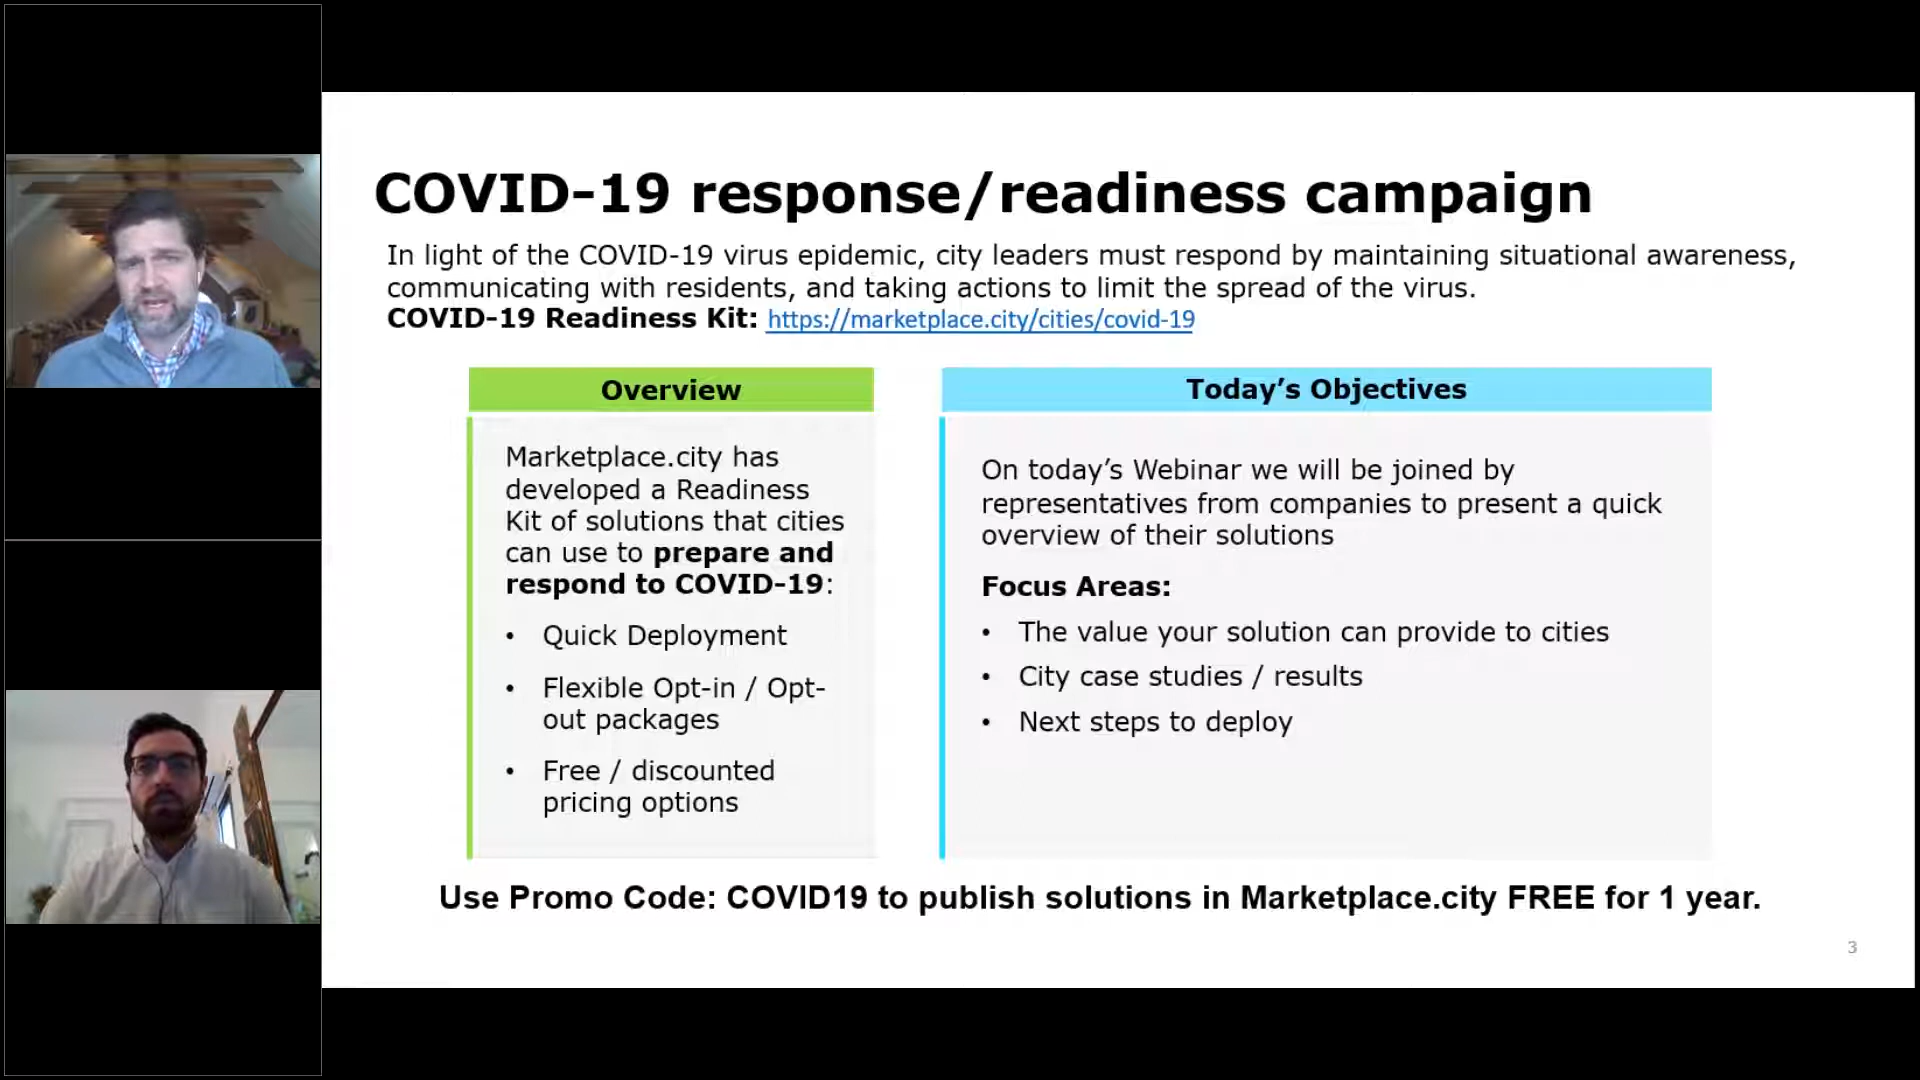 COVID-19 response/readiness campaign
In light of the COVID-19 virus epidemic, city leaders must respond by maintaining situational awareness,
communicating with residents, and taking actions to limit the spread of the virus.
COVID-19 Readiness Kit: https://marketplace.city/cities/covid-19
Overview
Marketplace.city has
developed a Readiness
Kit of solutions that cities
can use to prepare and
respond to COVID-19:
• Quick Deployment
• Flexible Opt-in / Opt-
out packages
• Free / discounted
pricing options
Today’s Objectives
On today’s Webinar we will be joined by
representatives from companies to present a quick
overview of their solutions
Focus Areas:
• The value your solution can provide to cities
• City case studies / results
• Next steps to deploy
Use Promo Code: COVID19 to publish solutions in Marketplace.city FREE for 1 year.
3